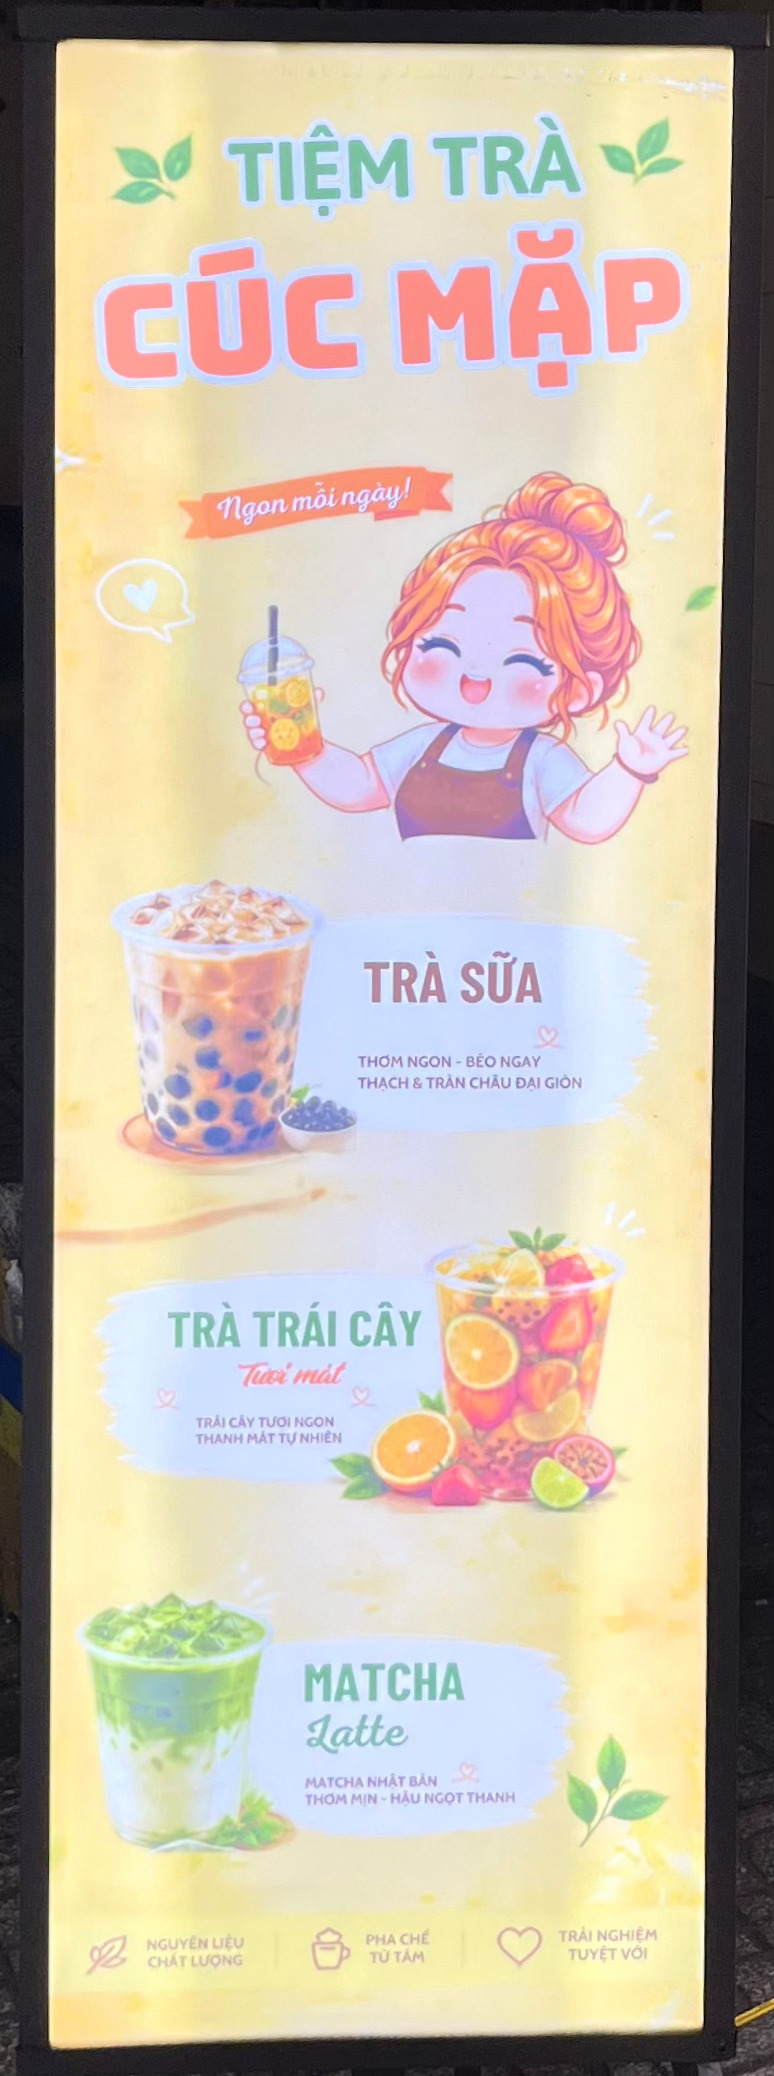 TIỆM TRÀ
CÚC MẶP
Ngon mỗi ngày!
TRÀ SỮA
THƠM NGON - BÉO NGAY
THẠCH & TRÂN CHÂU ĐẠI GIÒN
TRÀ TRÁI CÂY
Tươi mát
TRÁI CÂY TƯƠI NGON
THANH MÁT TỰ NHIÊN
MATCHA
Latte
MATCHA NHẬT BẢN
THƠM MỊN - HẬU NGỌT THANH
NGUYÊN LIỆU
CHẤT LƯỢNG
PHA CHẾ
TỪ TÂM
TRẢI NGHIỆM
TUYỆT VỜI